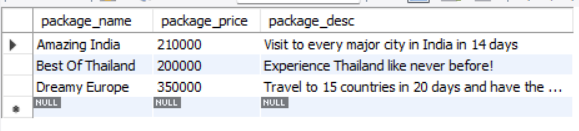 package_name package_price package_desc
Amazing India 210000 Visit to every major city in India in 14 days
Best Of Thailand 200000 Experience Thailand like never before!
Dreamy Europe 350000 Travel to 15 countries in 20 days and have the ...
NULL NULL NULL